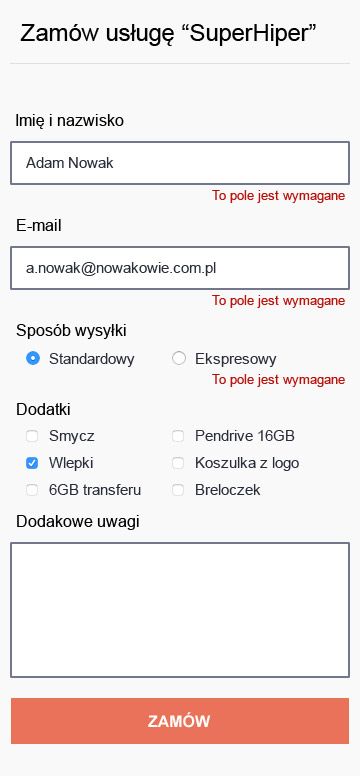 Zamów usługę “SuperHiper”
Imię i nazwisko
Adam Nowak
To pole jest wymagane
E-mail
a.nowak@nowakowie.com.pl
To pole jest wymagane
Sposób wysyłki
Standardowy Ekspresowy
To pole jest wymagane
Dodatki
Smycz Pendrive 16GB
Wlepki Koszulka z logo
6GB transferu Breloczek
Dodakowe uwagi
ZAMÓW